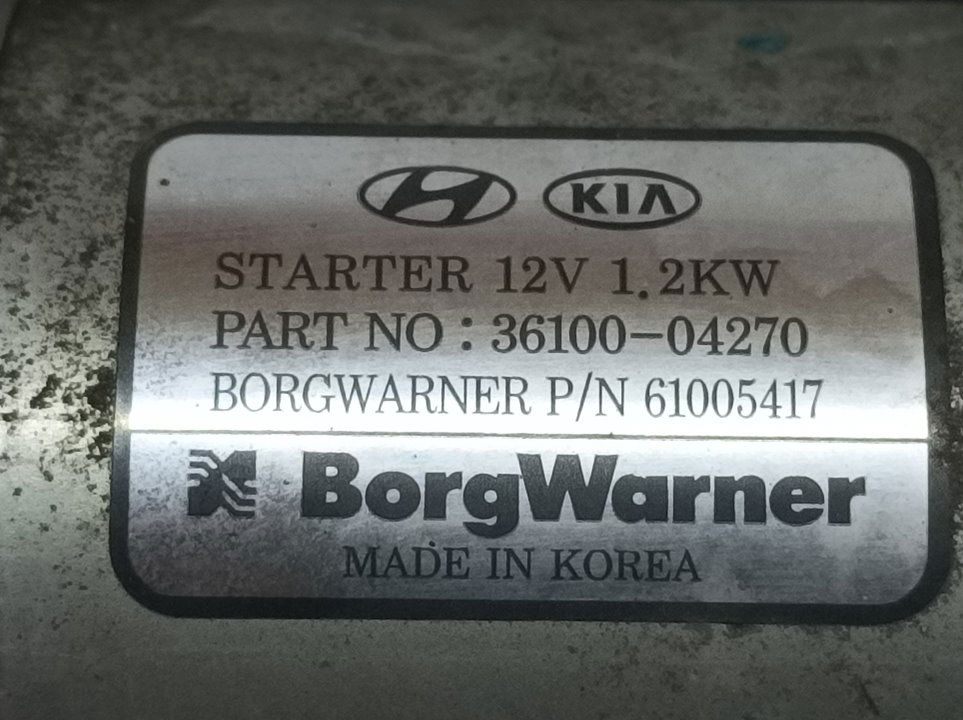 KIA
STARTER 12V 1.2KW
PART NO : 36100-04270
BORGWARNER P/N 61005417
BorgWarner
MADE IN KOREA